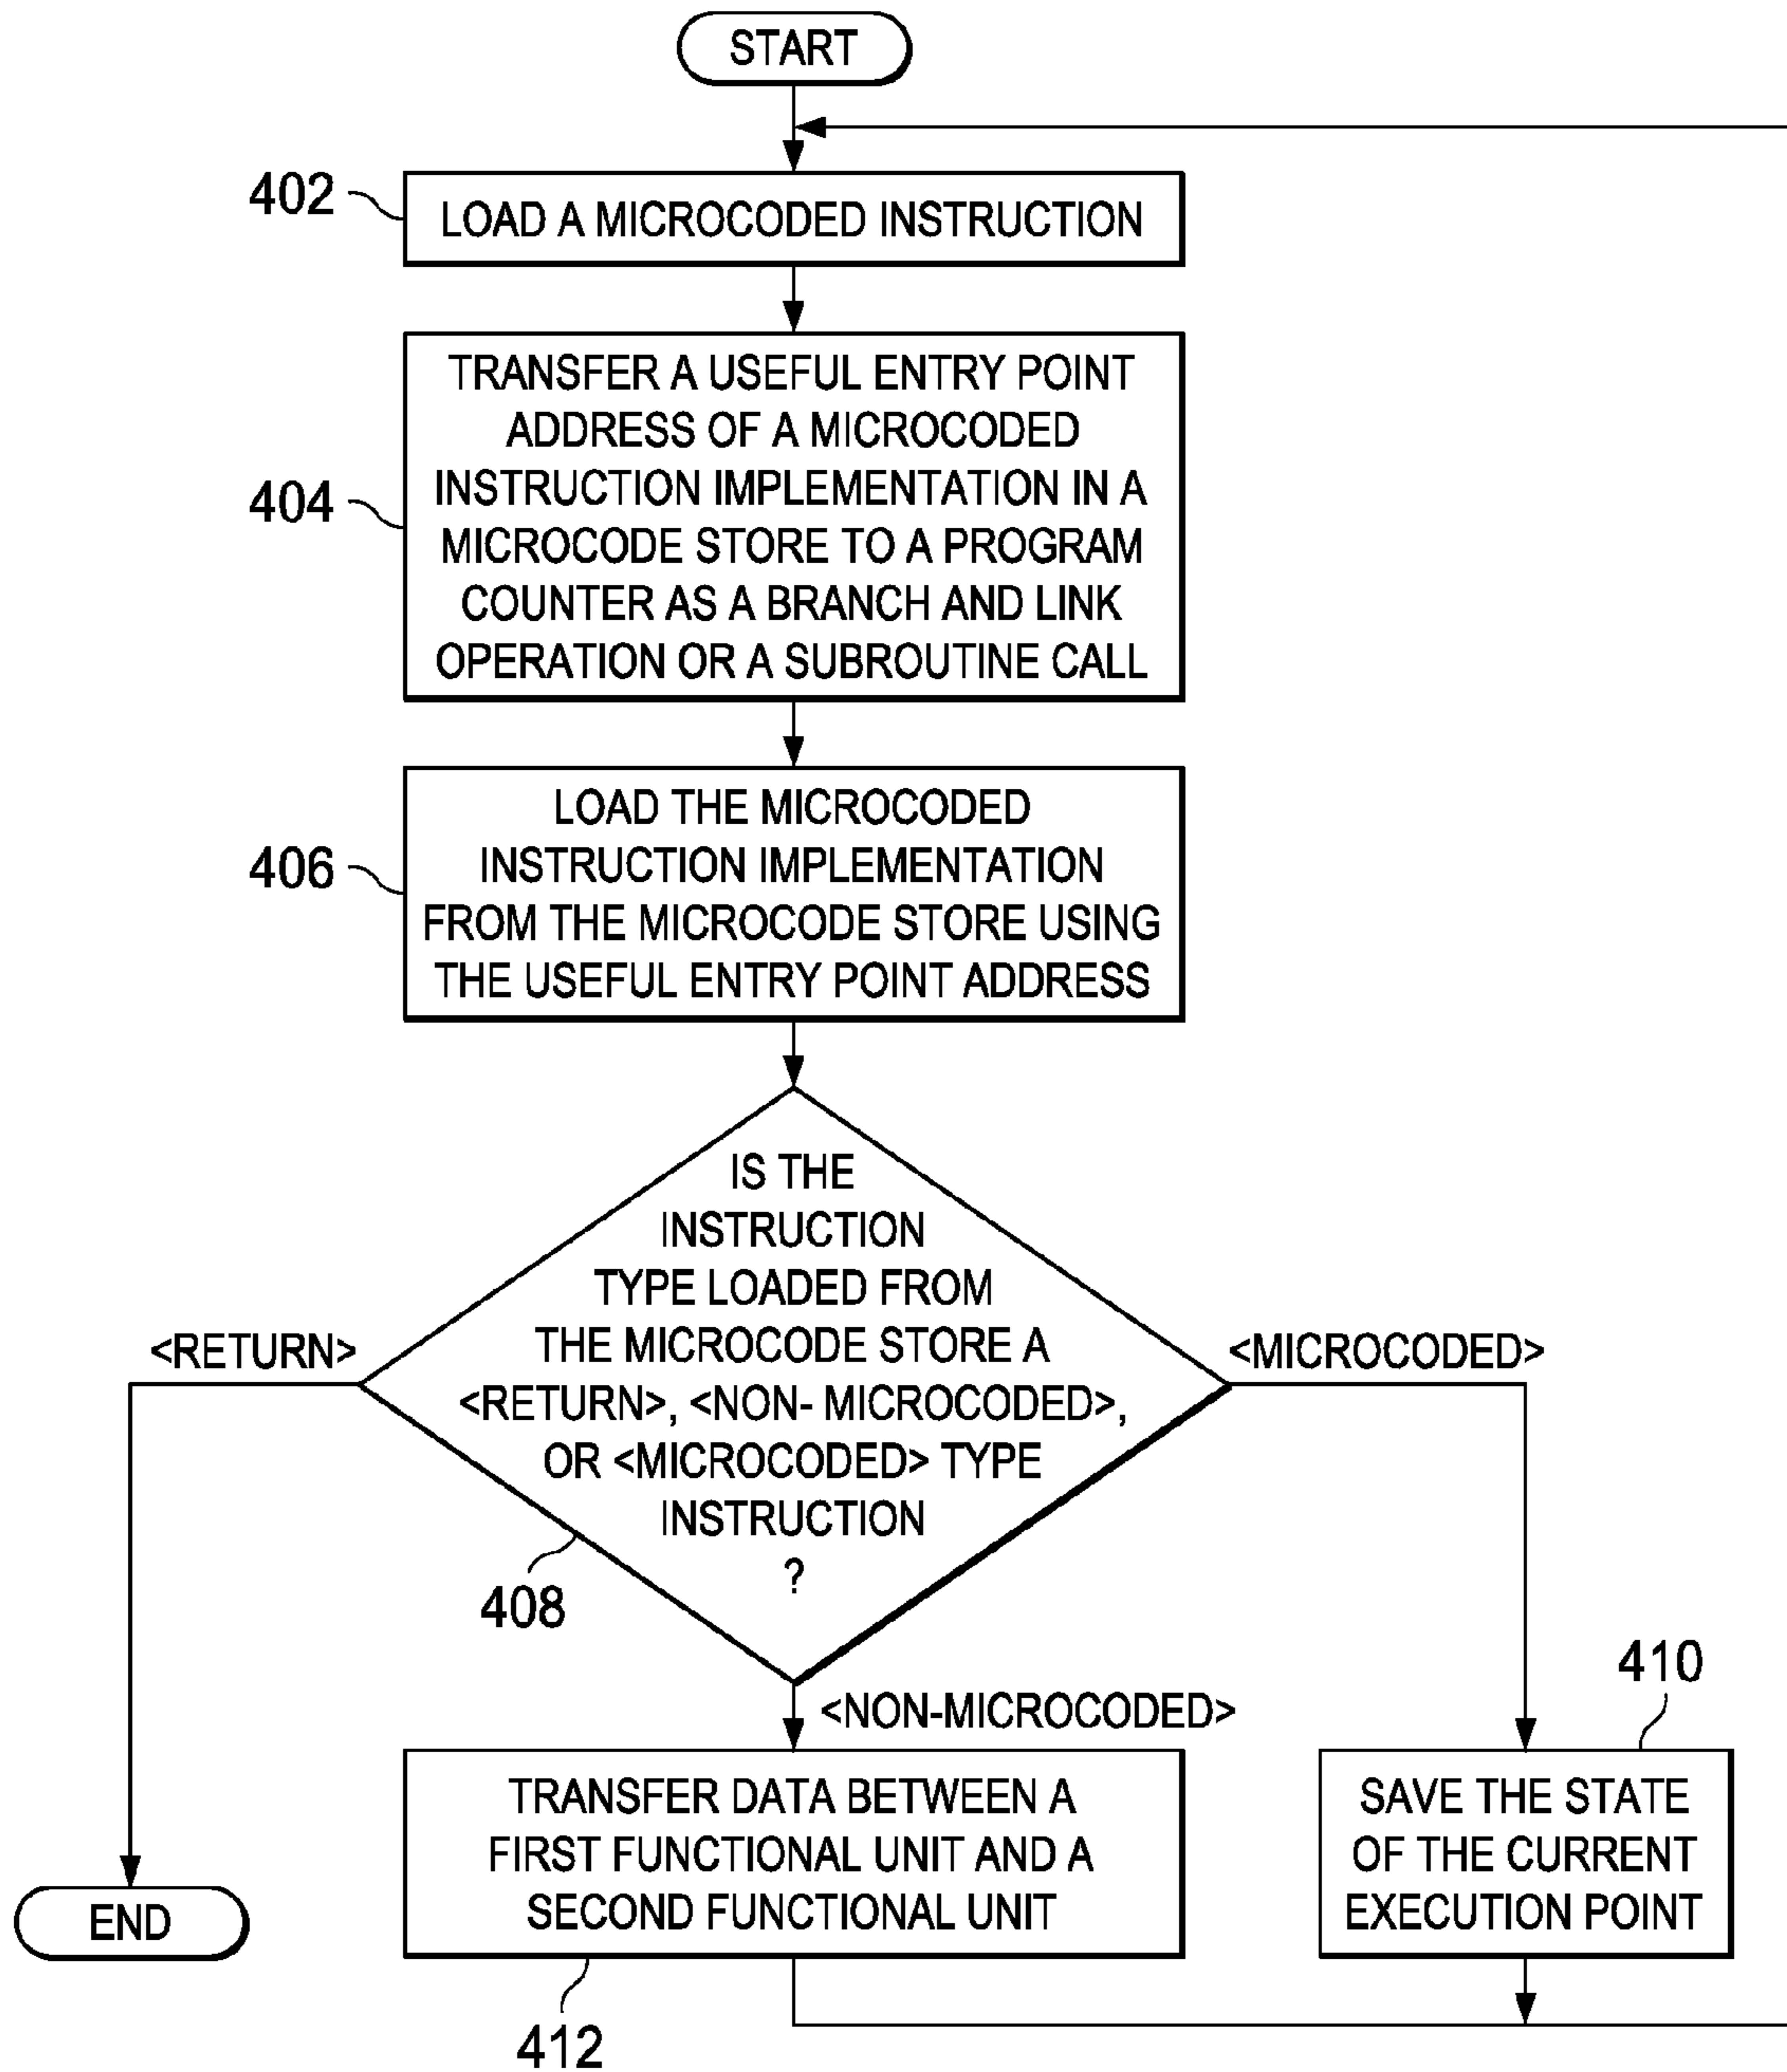 START
402
LOAD A MICROCODED INSTRUCTION
404
TRANSFER A USEFUL ENTRY POINT
ADDRESS OF A MICROCODED
INSTRUCTION IMPLEMENTATION IN A
MICROCODE STORE TO A PROGRAM
COUNTER AS A BRANCH AND LINK
OPERATION OR A SUBROUTINE CALL
406
LOAD THE MICROCODED
INSTRUCTION IMPLEMENTATION
FROM THE MICROCODE STORE USING
THE USEFUL ENTRY POINT ADDRESS
IS THE
INSTRUCTION
TYPE LOADED FROM
THE MICROCODE STORE A
<RETURN>, <NON- MICROCODED>,
OR <MICROCODED> TYPE
INSTRUCTION
?
408
<RETURN>
<MICROCODED>
<NON-MICROCODED>
410
END
TRANSFER DATA BETWEEN A
FIRST FUNCTIONAL UNIT AND A
SECOND FUNCTIONAL UNIT
412
SAVE THE STATE
OF THE CURRENT
EXECUTION POINT